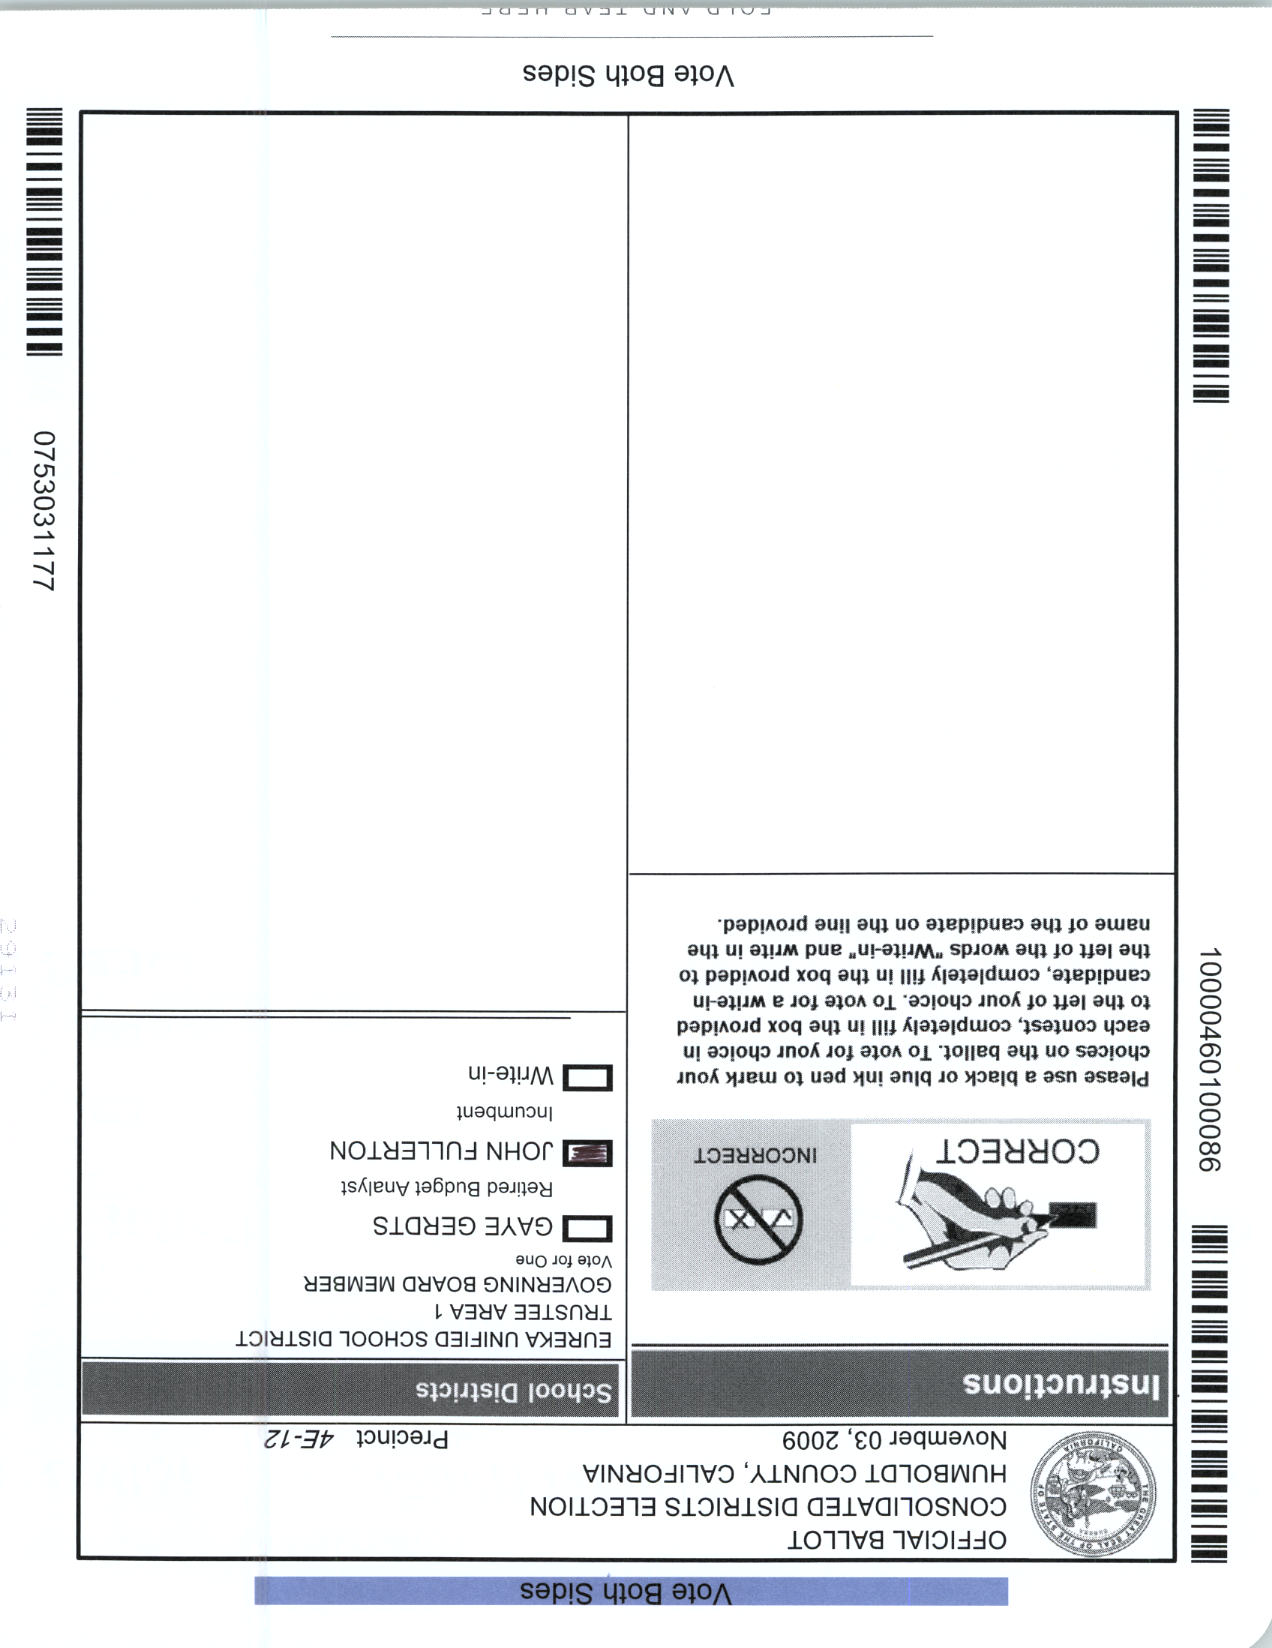 Vote Both Sides
OFFICIAL BALLOT
CONSOLIDATED DISTRICTS ELECTION
HUMBOLDT COUNTY, CALIFORNIA
November 03, 2009 Precinct 4E-12
Instructions
CORRECT
INCORRECT
Please use a black or blue ink pen to mark your
choices on the ballot. To vote for your choice in
each contest, completely fill in the box provided
to the left of your choice. To vote for a write-in
candidate, completely fill in the box provided to
the left of the words "Write-in" and write in the
name of the candidate on the line provided.
School Districts
EUREKA UNIFIED SCHOOL DISTRICT
TRUSTEE AREA 1
GOVERNING BOARD MEMBER
Vote for One
GAYE GERDTS
Retired Budget Analyst
JOHN FULLERTON
Incumbent
Write-in
10000460100086
0753031177
Vote Both Sides
FOLD AND TEAR HERE